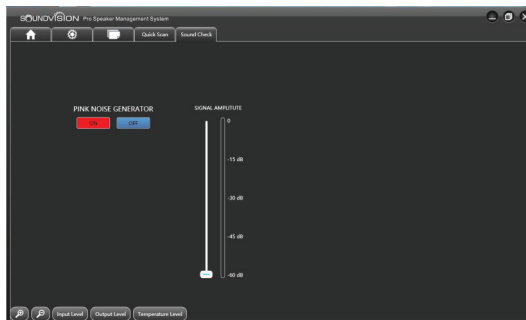 SOUNDVISION Pro Speaker Management System
Quick Scan
Sound Check
PINK NOISE GENERATOR
ON
OFF
SIGNAL AMPLITUTE
0
-15 dB
-30 dB
-45 dB
-60 dB
Input Level
Output Level
Temperature Level